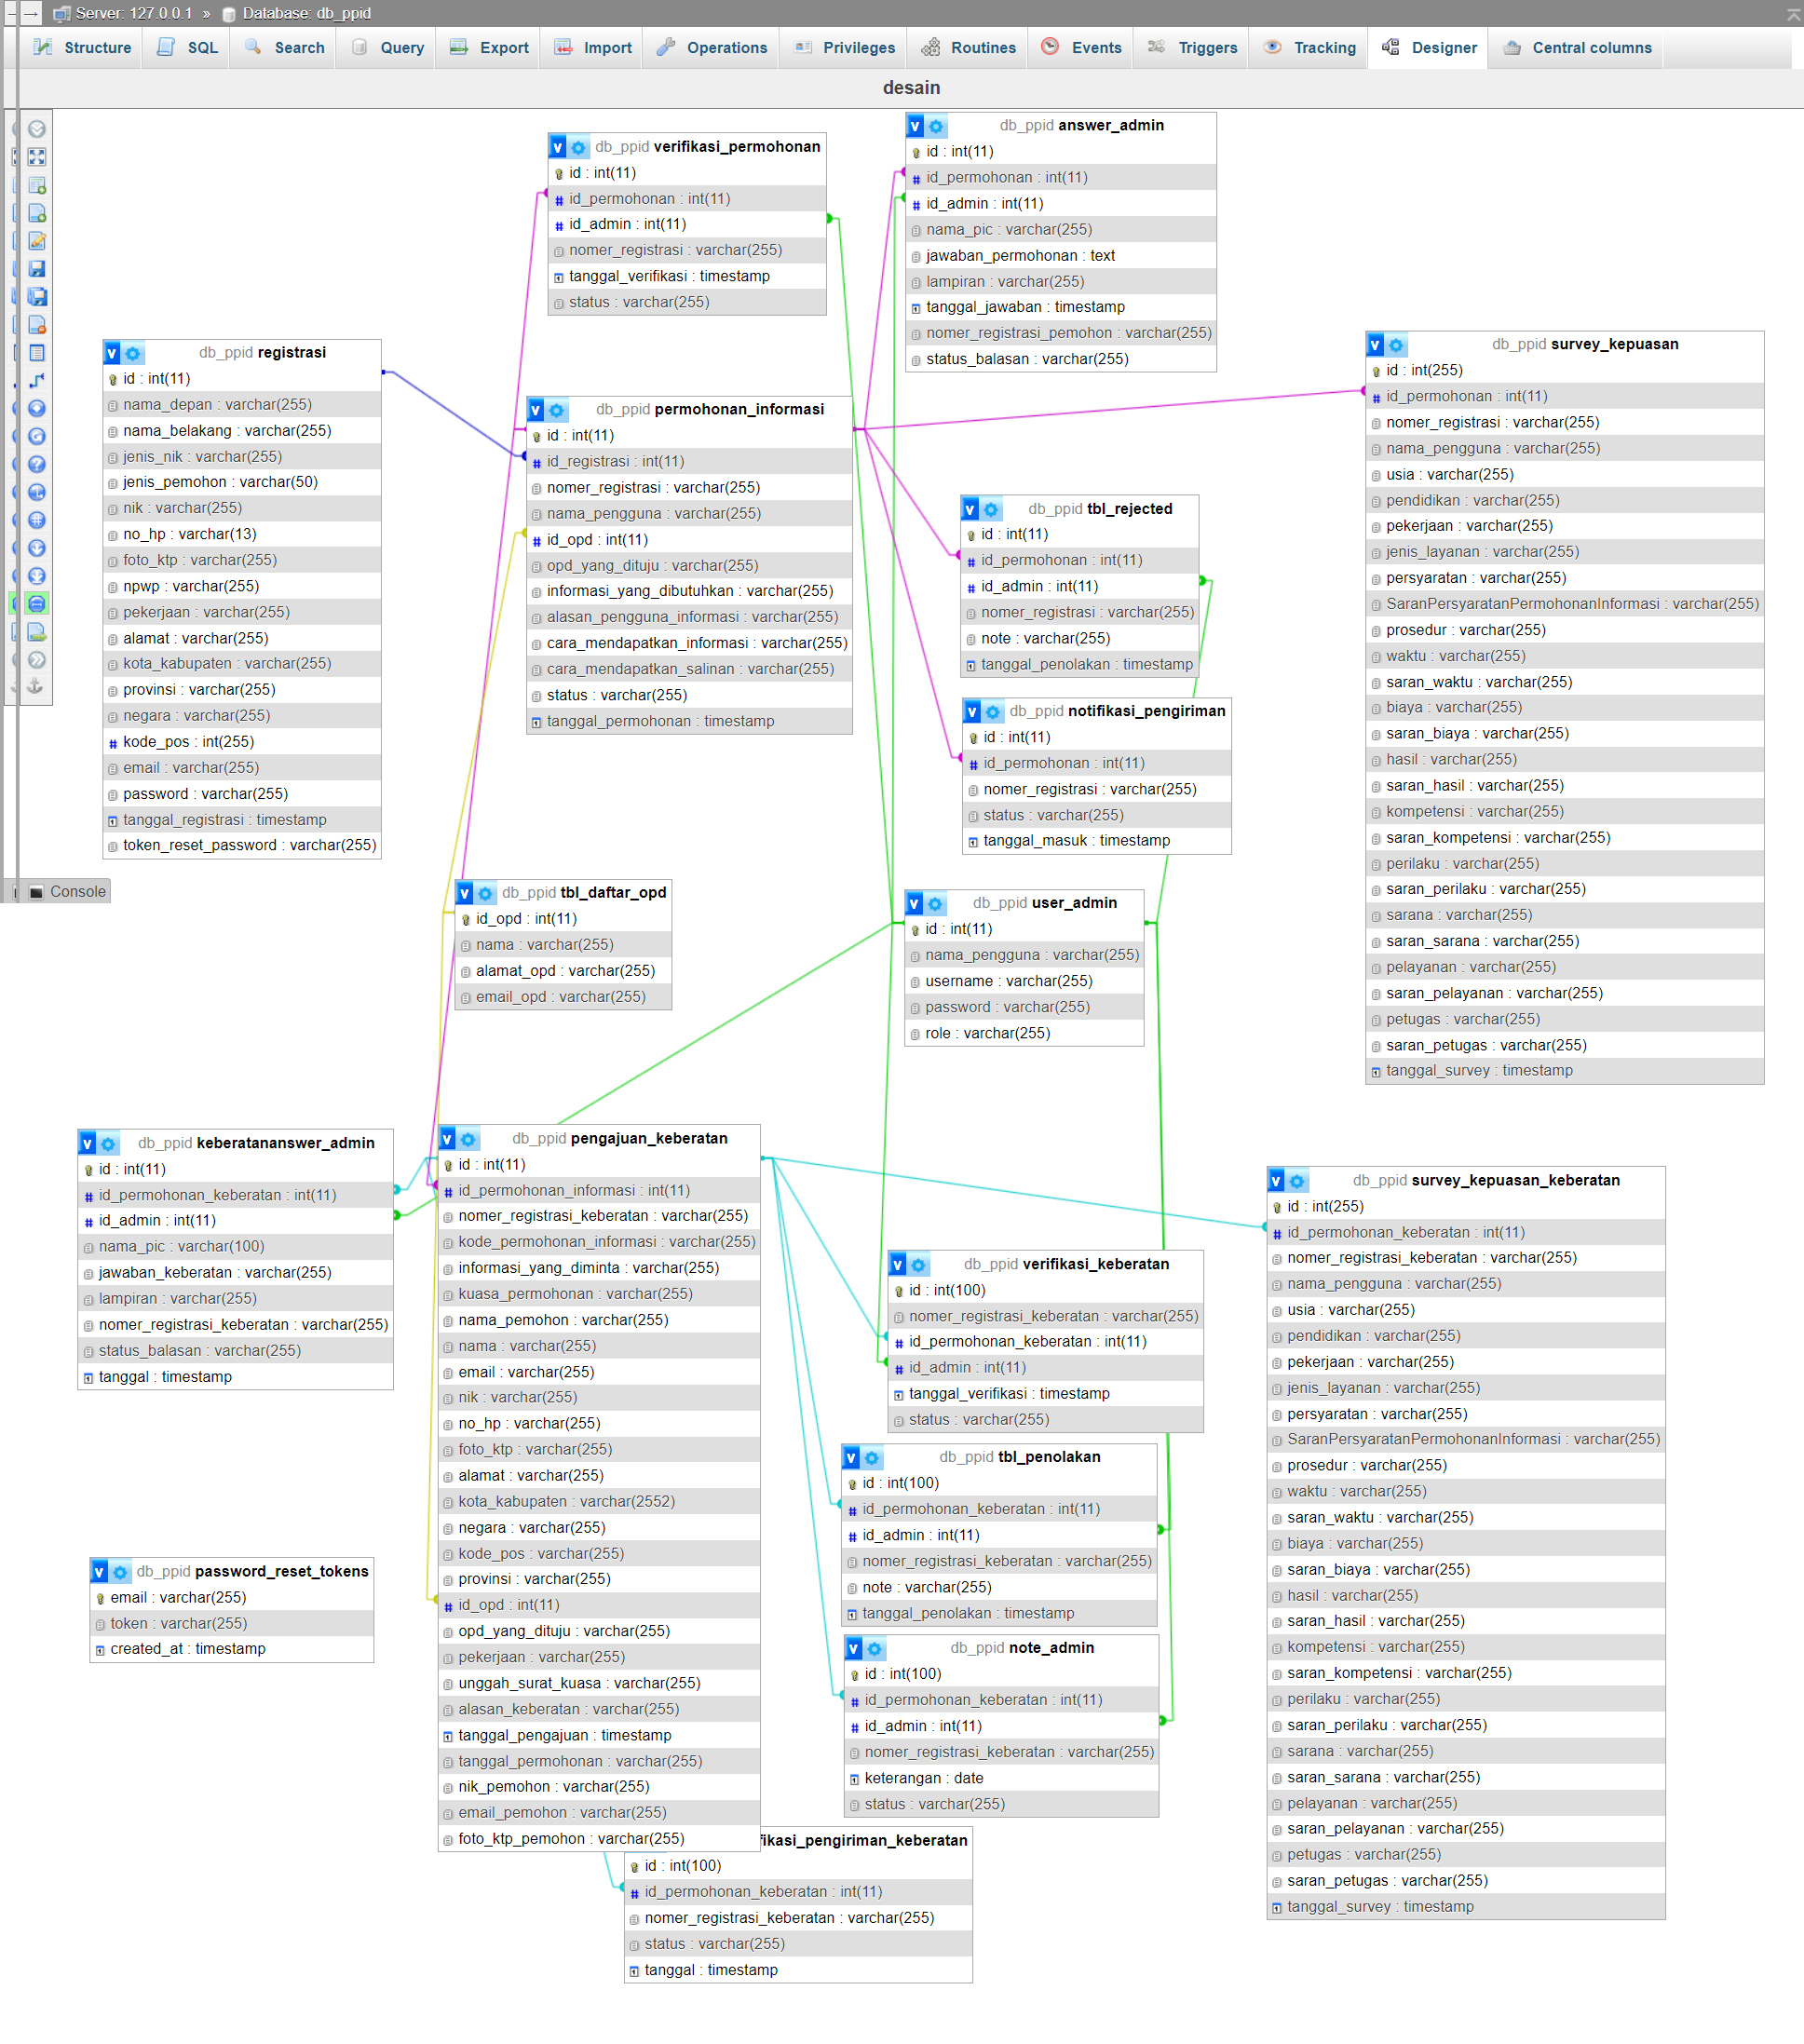 Server: 127.0.0.1 » Database: db_ppid
Structure SQL Search Query Export Import Operations Privileges Routines Events Triggers Tracking Designer Central columns
desain
db_ppid verifikasi_permohonan
id : int(11)
id_permohonan : int(11)
id_admin : int(11)
nomer_registrasi : varchar(255)
tanggal_verifikasi : timestamp
status : varchar(255)
db_ppid answer_admin
id : int(11)
id_permohonan : int(11)
id_admin : int(11)
nama_pic : varchar(255)
jawaban_permohonan : text
lampiran : varchar(255)
tanggal_jawaban : timestamp
nomer_registrasi_pemohon : varchar(255)
status_balasan : varchar(255)
db_ppid registrasi
id : int(11)
nama_depan : varchar(255)
nama_belakang : varchar(255)
jenis_nik : varchar(255)
jenis_pemohon : varchar(50)
nik : varchar(255)
no_hp : varchar(13)
foto_ktp : varchar(255)
npwp : varchar(255)
pekerjaan : varchar(255)
alamat : varchar(255)
kota_kabupaten : varchar(255)
provinsi : varchar(255)
negara : varchar(255)
kode_pos : int(255)
email : varchar(255)
password : varchar(255)
tanggal_registrasi : timestamp
token_reset_password : varchar(255)
db_ppid permohonan_informasi
id : int(11)
id_registrasi : int(11)
nomer_registrasi : varchar(255)
nama_pengguna : varchar(255)
id_opd : int(11)
opd_yang_dituju : varchar(255)
informasi_yang_dibutuhkan : varchar(255)
alasan_pengguna_informasi : varchar(255)
cara_mendapatkan_informasi : varchar(255)
cara_mendapatkan_salinan : varchar(255)
status : varchar(255)
tanggal_permohonan : timestamp
db_ppid survey_kepuasan
id : int(255)
id_permohonan : int(11)
nomer_registrasi : varchar(255)
nama_pengguna : varchar(255)
usia : varchar(255)
pendidikan : varchar(255)
pekerjaan : varchar(255)
jenis_layanan : varchar(255)
persyaratan : varchar(255)
SaranPersyaratanPermohonanInformasi : varchar(255)
prosedur : varchar(255)
waktu : varchar(255)
saran_waktu : varchar(255)
biaya : varchar(255)
saran_biaya : varchar(255)
hasil : varchar(255)
saran_hasil : varchar(255)
kompetensi : varchar(255)
saran_kompetensi : varchar(255)
perilaku : varchar(255)
saran_perilaku : varchar(255)
sarana : varchar(255)
saran_sarana : varchar(255)
pelayanan : varchar(255)
saran_pelayanan : varchar(255)
petugas : varchar(255)
saran_petugas : varchar(255)
tanggal_survey : timestamp
db_ppid tbl_rejected
id : int(11)
id_permohonan : int(11)
id_admin : int(11)
nomer_registrasi : varchar(255)
note : varchar(255)
tanggal_penolakan : timestamp
db_ppid notifikasi_pengiriman
id : int(11)
id_permohonan : int(11)
nomer_registrasi : varchar(255)
status : varchar(255)
tanggal_masuk : timestamp
Console
db_ppid tbl_daftar_opd
id_opd : int(11)
nama : varchar(255)
alamat_opd : varchar(255)
email_opd : varchar(255)
db_ppid user_admin
id : int(11)
nama_pengguna : varchar(255)
username : varchar(255)
password : varchar(255)
role : varchar(255)
db_ppid keberatananswer_admin
id : int(11)
id_permohonan_keberatan : int(11)
id_admin : int(11)
nama_pic : varchar(100)
jawaban_keberatan : varchar(255)
lampiran : varchar(255)
nomer_registrasi_keberatan : varchar(255)
status_balasan : varchar(255)
tanggal : timestamp
db_ppid pengajuan_keberatan
id : int(11)
id_permohonan_informasi : int(11)
nomer_registrasi_keberatan : varchar(255)
kode_permohonan_informasi : varchar(255)
informasi_yang_diminta : varchar(255)
kuasa_permohonan : varchar(255)
nama_pemohon : varchar(255)
nama : varchar(255)
email : varchar(255)
nik : varchar(255)
no_hp : varchar(255)
foto_ktp : varchar(255)
alamat : varchar(255)
kota_kabupaten : varchar(2552)
negara : varchar(255)
kode_pos : varchar(255)
provinsi : varchar(255)
id_opd : int(11)
opd_yang_dituju : varchar(255)
pekerjaan : varchar(255)
unggah_surat_kuasa : varchar(255)
alasan_keberatan : varchar(255)
tanggal_pengajuan : timestamp
tanggal_permohonan : varchar(255)
nik_pemohon : varchar(255)
email_pemohon : varchar(255)
foto_ktp_pemohon : varchar(255)
db_ppid survey_kepuasan_keberatan
id : int(255)
id_permohonan_keberatan : int(11)
nomer_registrasi_keberatan : varchar(255)
nama_pengguna : varchar(255)
usia : varchar(255)
pendidikan : varchar(255)
pekerjaan : varchar(255)
jenis_layanan : varchar(255)
persyaratan : varchar(255)
SaranPersyaratanPermohonanInformasi : varchar(255)
prosedur : varchar(255)
waktu : varchar(255)
saran_waktu : varchar(255)
biaya : varchar(255)
saran_biaya : varchar(255)
hasil : varchar(255)
saran_hasil : varchar(255)
kompetensi : varchar(255)
saran_kompetensi : varchar(255)
perilaku : varchar(255)
saran_perilaku : varchar(255)
sarana : varchar(255)
saran_sarana : varchar(255)
pelayanan : varchar(255)
saran_pelayanan : varchar(255)
petugas : varchar(255)
saran_petugas : varchar(255)
tanggal_survey : timestamp
db_ppid verifikasi_keberatan
id : int(100)
nomer_registrasi_keberatan : varchar(255)
id_permohonan_keberatan : int(11)
id_admin : int(11)
tanggal_verifikasi : timestamp
status : varchar(255)
db_ppid tbl_penolakan
id : int(100)
id_permohonan_keberatan : int(11)
id_admin : int(11)
nomer_registrasi_keberatan : varchar(255)
note : varchar(255)
tanggal_penolakan : timestamp
db_ppid password_reset_tokens
email : varchar(255)
token : varchar(255)
created_at : timestamp
db_ppid note_admin
id : int(100)
id_permohonan_keberatan : int(11)
id_admin : int(11)
nomer_registrasi_keberatan : varchar(255)
keterangan : date
status : varchar(255)
fikasi_pengiriman_keberatan
id : int(100)
id_permohonan_keberatan : int(11)
nomer_registrasi_keberatan : varchar(255)
status : varchar(255)
tanggal : timestamp